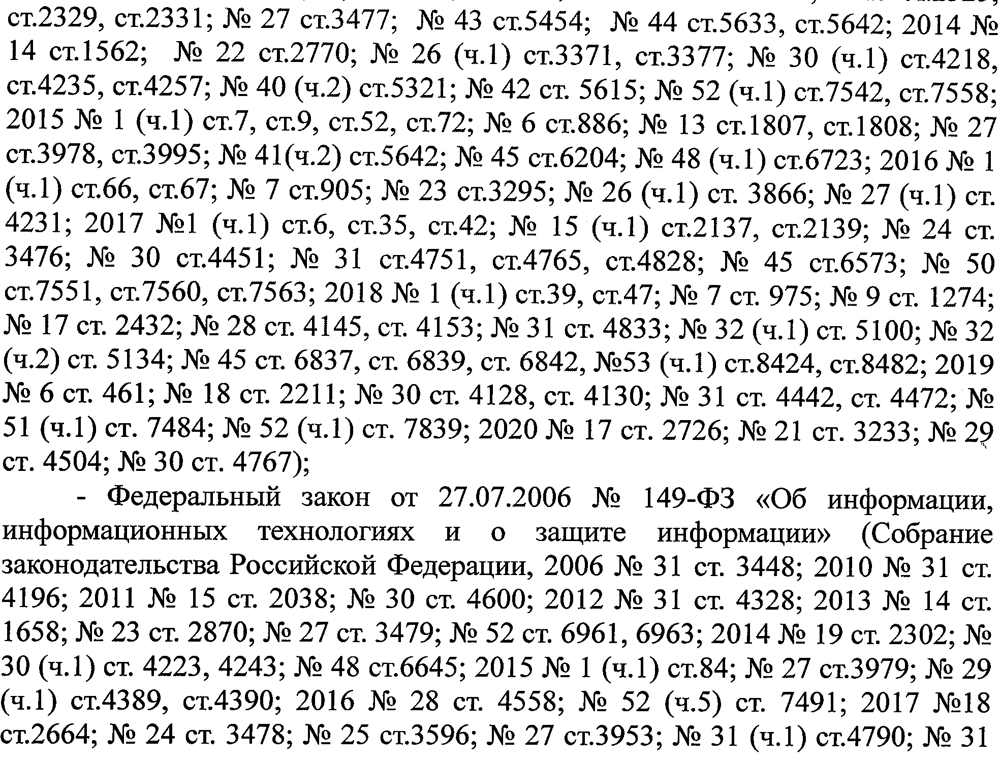 ст.2329, ст.2331; № 27 ст.3477; № 43 ст.5454; № 44 ст.5633, ст.5642; 2014 №
14 ст.1562; № 22 ст.2770; № 26 (ч.1) ст.3371, ст.3377; № 30 (ч.1) ст.4218,
ст.4235, ст.4257; № 40 (ч.2) ст.5321; № 42 ст. 5615; № 52 (ч.1) ст.7542, ст.7558;
2015 № 1 (ч.1) ст.7, ст.9, ст.52, ст.72; № 6 ст.886; № 13 ст.1807, ст.1808; № 27
ст.3978, ст.3995; № 41(ч.2) ст.5642; № 45 ст.6204; № 48 (ч.1) ст.6723; 2016 № 1
(ч.1) ст.66, ст.67; № 7 ст.905; № 23 ст.3295; № 26 (ч.1) ст. 3866; № 27 (ч.1) ст.
4231; 2017 №1 (ч.1) ст.6, ст.35, ст.42; № 15 (ч.1) ст.2137, ст.2139; № 24 ст.
3476; № 30 ст.4451; № 31 ст.4751, ст.4765, ст.4828; № 45 ст.6573; № 50
ст.7551, ст.7560, ст.7563; 2018 № 1 (ч.1) ст.39, ст.47; № 7 ст. 975; № 9 ст. 1274;
№ 17 ст. 2432; № 28 ст. 4145, ст. 4153; № 31 ст. 4833; № 32 (ч.1) ст. 5100; № 32
(ч.2) ст. 5134; № 45 ст. 6837, ст. 6839, ст. 6842, №53 (ч.1) ст.8424, ст.8482; 2019
№ 6 ст. 461; № 18 ст. 2211; № 30 ст. 4128, ст. 4130; № 31 ст. 4442, ст. 4472; №
51 (ч.1) ст. 7484; № 52 (ч.1) ст. 7839; 2020 № 17 ст. 2726; № 21 ст. 3233; № 29
ст. 4504; № 30 ст. 4767);
- Федеральный закон от 27.07.2006 № 149-ФЗ «Об информации,
информационных технологиях и о защите информации» (Собрание
законодательства Российской Федерации, 2006 № 31 ст. 3448; 2010 № 31 ст.
4196; 2011 № 15 ст. 2038; № 30 ст. 4600; 2012 № 31 ст. 4328; 2013 № 14 ст.
1658; № 23 ст. 2870; № 27 ст. 3479; № 52 ст. 6961, 6963; 2014 № 19 ст. 2302; №
30 (ч.1) ст. 4223, 4243; № 48 ст.6645; 2015 № 1 (ч.1) ст.84; № 27 ст.3979; № 29
(ч.1) ст.4389, ст.4390; 2016 № 28 ст. 4558; № 52 (ч.5) ст. 7491; 2017 №18
ст.2664; № 24 ст. 3478; № 25 ст.3596; № 27 ст.3953; № 31 (ч.1) ст.4790; № 31